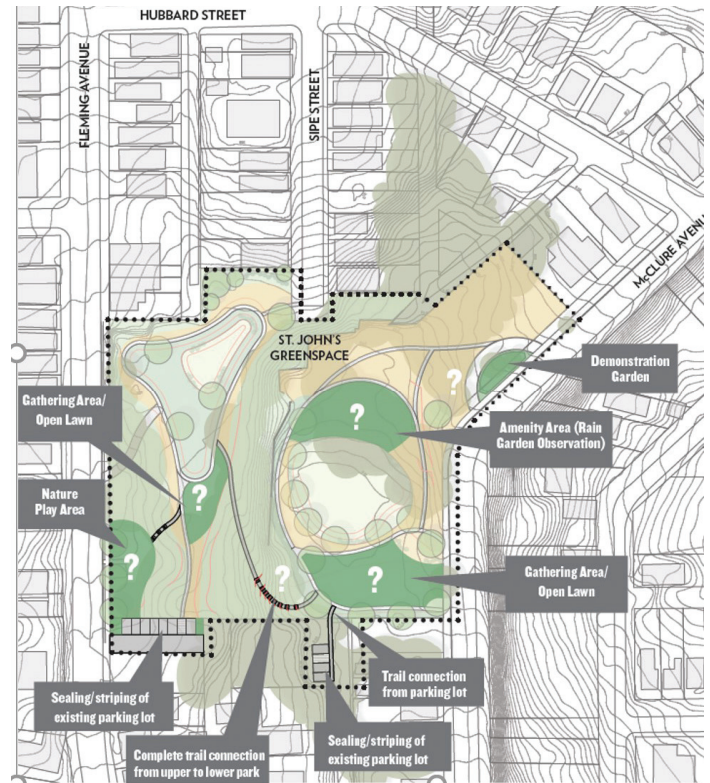 HUBBARD STREET
FLEMING AVENUE
SIPE STREET
McCLURE AVENUE
ST. JOHN'S
GREENSPACE
Demonstration
Garden
?
Gathering Area/
Open Lawn
?
Amenity Area (Rain
Garden Observation)
Nature
Play Area
?
?
?
?
Gathering Area/
Open Lawn
Trail connection
from parking lot
Sealing/striping of
existing parking lot
Sealing/striping of
existing parking lot
Complete trail connection
from upper to lower park